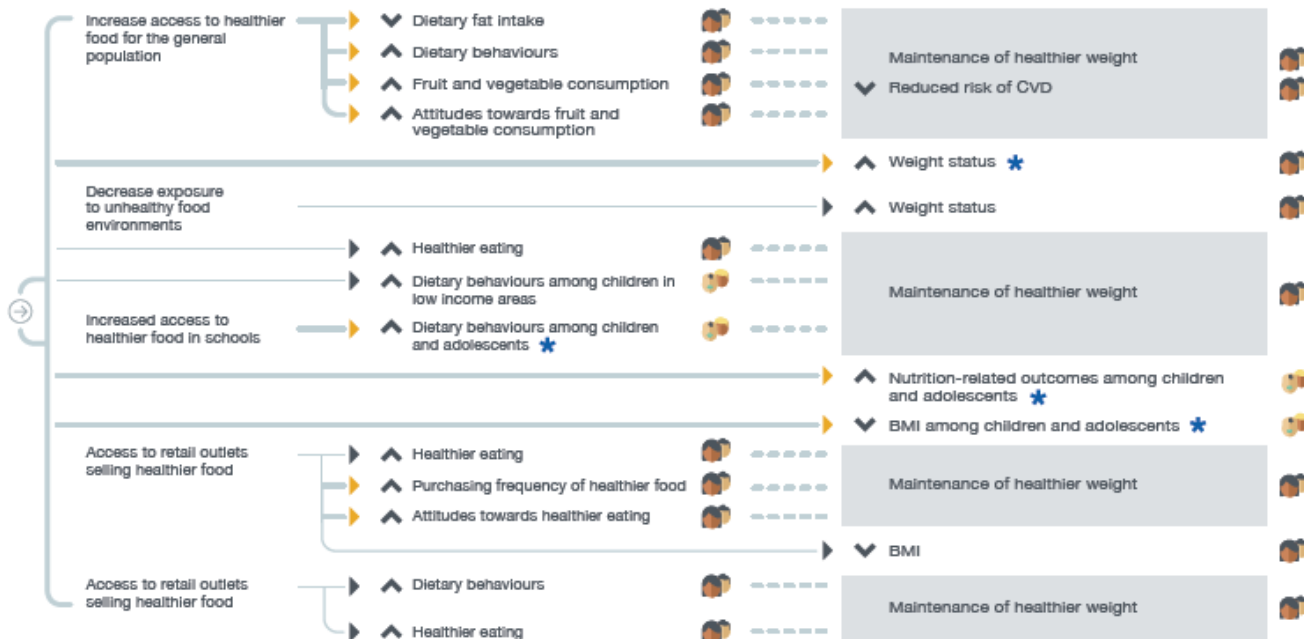 Increase access to healthier
food for the general
population
Dietary fat intake
Dietary behaviours
Fruit and vegetable consumption
Attitudes towards fruit and
vegetable consumption
Maintenance of healthier weight
Reduced risk of CVD
Weight status *
Decrease exposure
to unhealthy food
environments
Weight status
Healthier eating
Dietary behaviours among children in
low income areas
Maintenance of healthier weight
Increased access to
healthier food in schools
Dietary behaviours among children
and adolescents *
Nutrition-related outcomes among children
and adolescents *
BMI among children and adolescents *
Access to retail outlets
selling healthier food
Healthier eating
Purchasing frequency of healthier food
Attitudes towards healthier eating
Maintenance of healthier weight
BMI
Access to retail outlets
selling healthier food
Dietary behaviours
Healthier eating
Maintenance of healthier weight